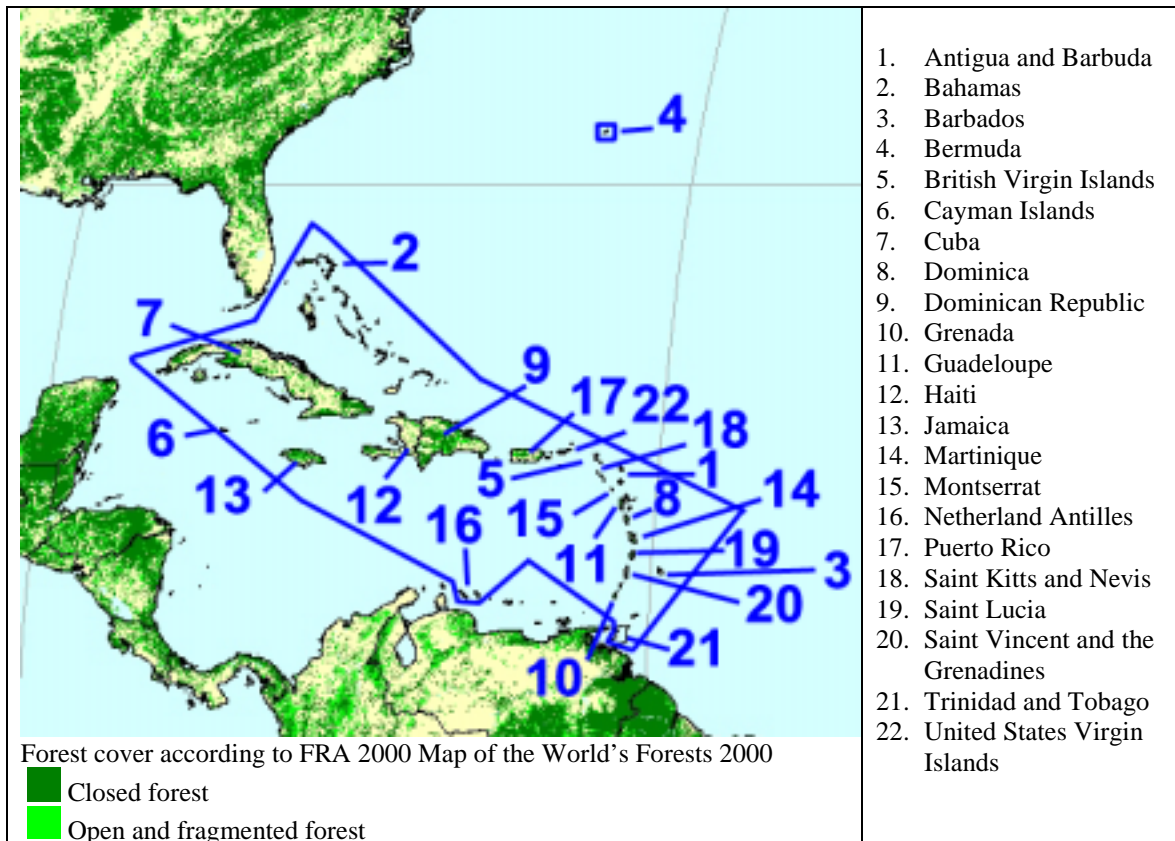 4
2
7
9
17
22
6
18
5
1
13
12
16
15
8
14
11
19
3
20
10
21
Forest cover according to FRA 2000 Map of the World’s Forests 2000
Closed forest
Open and fragmented forest
1. Antigua and Barbuda
2. Bahamas
3. Barbados
4. Bermuda
5. British Virgin Islands
6. Cayman Islands
7. Cuba
8. Dominica
9. Dominican Republic
10. Grenada
11. Guadeloupe
12. Haiti
13. Jamaica
14. Martinique
15. Montserrat
16. Netherland Antilles
17. Puerto Rico
18. Saint Kitts and Nevis
19. Saint Lucia
20. Saint Vincent and the
Grenadines
21. Trinidad and Tobago
22. United States Virgin
Islands